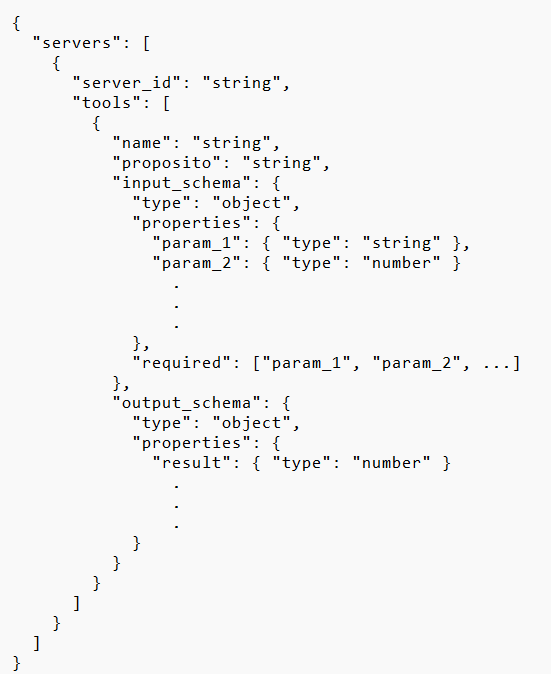 {
  "servers": [
    {
      "server_id": "string",
      "tools": [
        {
          "name": "string",
          "proposito": "string",
          "input_schema": {
            "type": "object",
            "properties": {
              "param_1": { "type": "string" },
              "param_2": { "type": "number" }
                .
                .
                .
            },
            "required": ["param_1", "param_2", ...]
          },
          "output_schema": {
            "type": "object",
            "properties": {
              "result": { "type": "number" }
                .
                .
                .
            }
          }
        }
      ]
    }
  ]
}